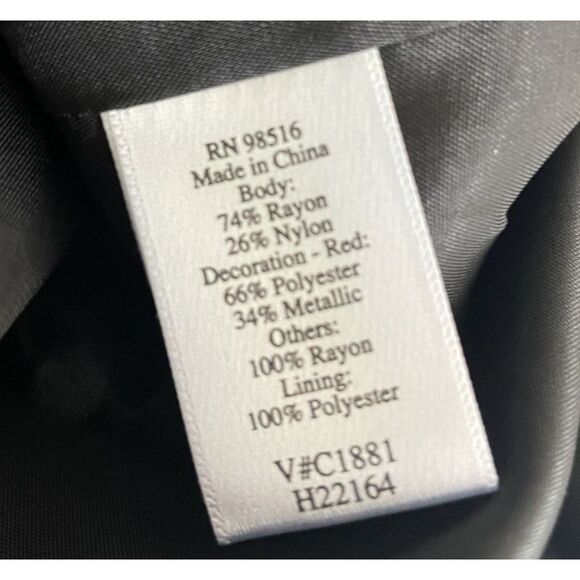 RN 98516
Made in China
Body:
74% Rayon
26% Nylon
Decoration - Red:
66% Polyester
34% Metallic
Others:
100% Rayon
Lining:
100% Polyester
V#C1881
H22164